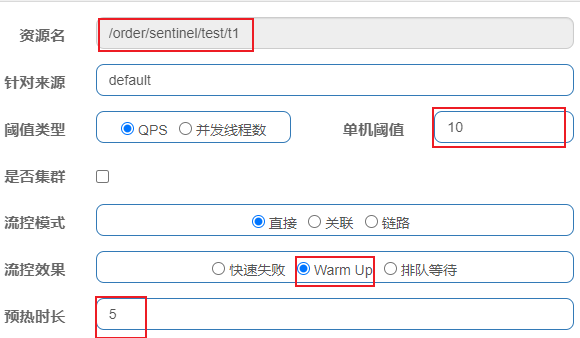 资源名 /order/sentinel/test/t1
针对来源 default
阈值类型 QPS 并发线程数 单机阈值 10
是否集群
流控模式 直接 关联 链路
流控效果 快速失败 Warm Up 排队等待
预热时长 5